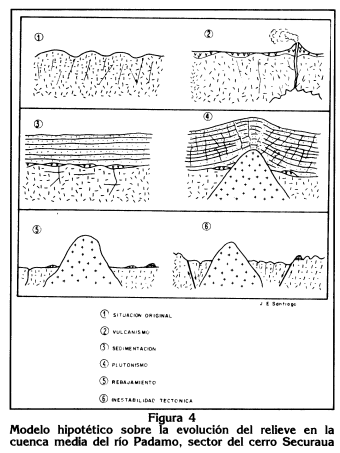 ①
②
③
④
⑤
⑥
J E Santiago
① SITUACION ORIGINAL
② VULCANISMO
③ SEDIMENTACION
④ PLUTONISMO
⑤ REBAJAMIENTO
⑥ INESTABILIDAD TECTONICA
Figura 4
Modelo hipotético sobre la evolución del relieve en la
cuenca media del río Padamo, sector del cerro Securaua